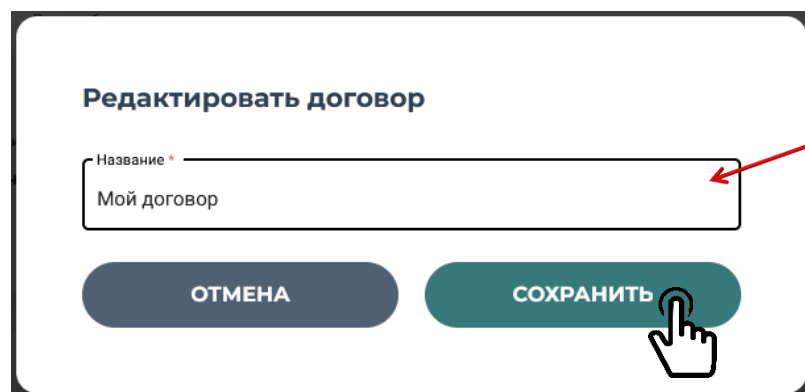 Редактировать договор
Название *
Мой договор
ОТМЕНА
СОХРАНИТЬ